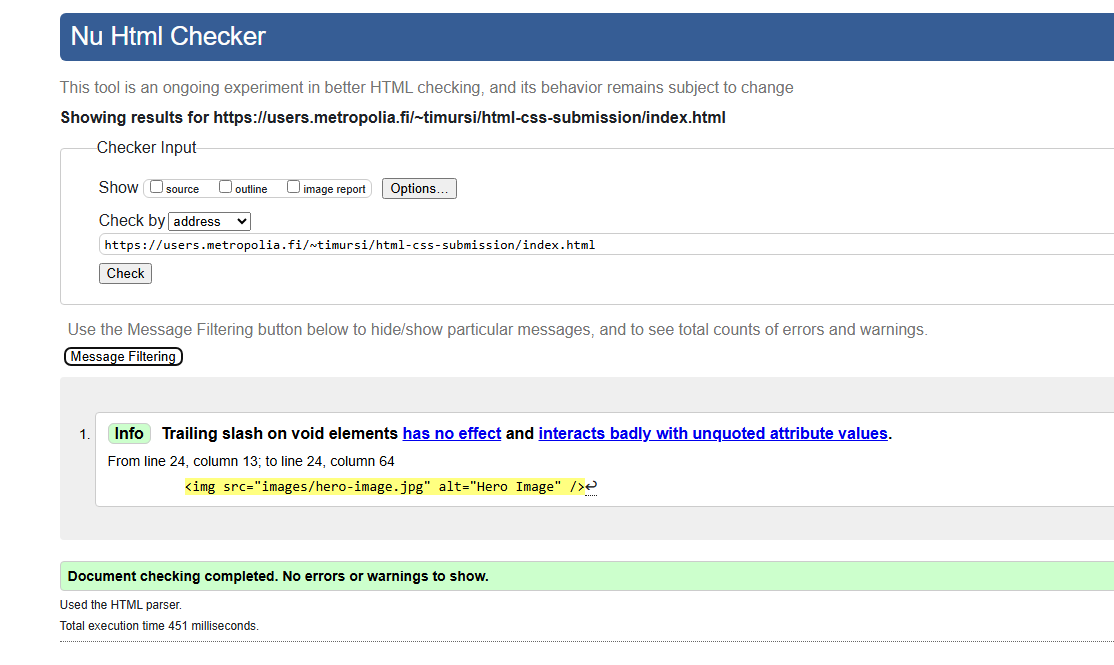 Nu Html Checker
This tool is an ongoing experiment in better HTML checking, and its behavior remains subject to change
Showing results for https://users.metropolia.fi/~timursi/html-css-submission/index.html
Checker Input
Show source outline image report Options...
Check by address
https://users.metropolia.fi/~timursi/html-css-submission/index.html
Check
Use the Message Filtering button below to hide/show particular messages, and to see total counts of errors and warnings.
Message Filtering
1. Info Trailing slash on void elements has no effect and interacts badly with unquoted attribute values.
From line 24, column 13; to line 24, column 64
<img src="images/hero-image.jpg" alt="Hero Image" />↩
Document checking completed. No errors or warnings to show.
Used the HTML parser.
Total execution time 451 milliseconds.